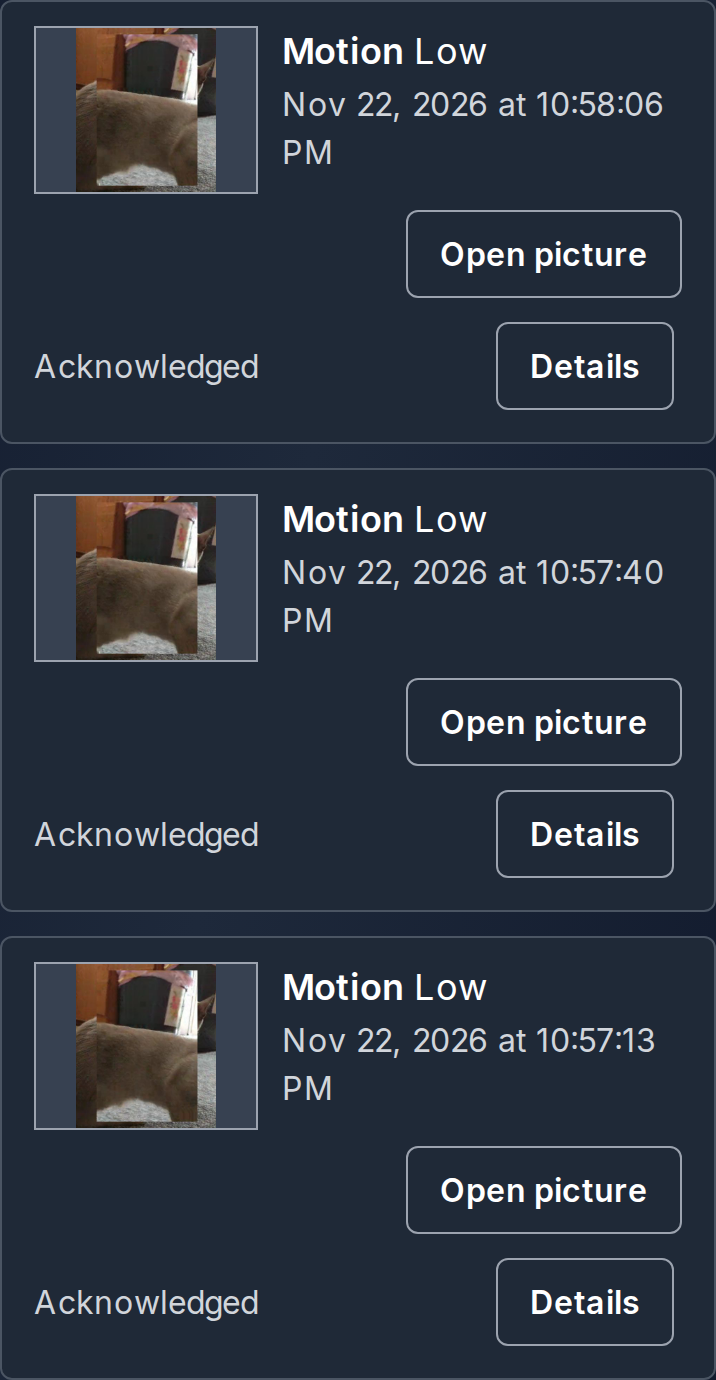 Motion Low
Nov 22, 2026 at 10:58:06
PM
Open picture
Acknowledged
Details
Motion Low
Nov 22, 2026 at 10:57:40
PM
Open picture
Acknowledged
Details
Motion Low
Nov 22, 2026 at 10:57:13
PM
Open picture
Acknowledged
Details